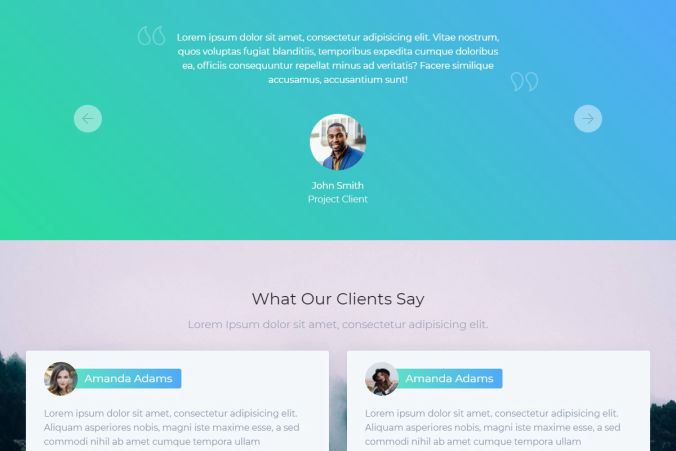 Lorem ipsum dolor sit amet, consectetur adipisicing elit. Vitae nostrum,
quos voluptas fugiat blanditiis, temporibus expedita cumque doloribus
ea, officiis consequuntur repellat minus ad veritatis? Facere similique
accusamus, accusantium sunt!
John Smith
Project Client
What Our Clients Say
Lorem Ipsum dolor sit amet, consectetur adipisicing elit.
Amanda Adams
Lorem ipsum dolor sit amet, consectetur adipisicing elit.
Aliquam asperiores nobis, magni iste maxime esse, a sed
commodi nihil ab amet cumque tempora ullam
Amanda Adams
Lorem ipsum dolor sit amet, consectetur adipisicing elit.
Aliquam asperiores nobis, magni iste maxime esse, a sed
commodi nihil ab amet cumque tempora ullam